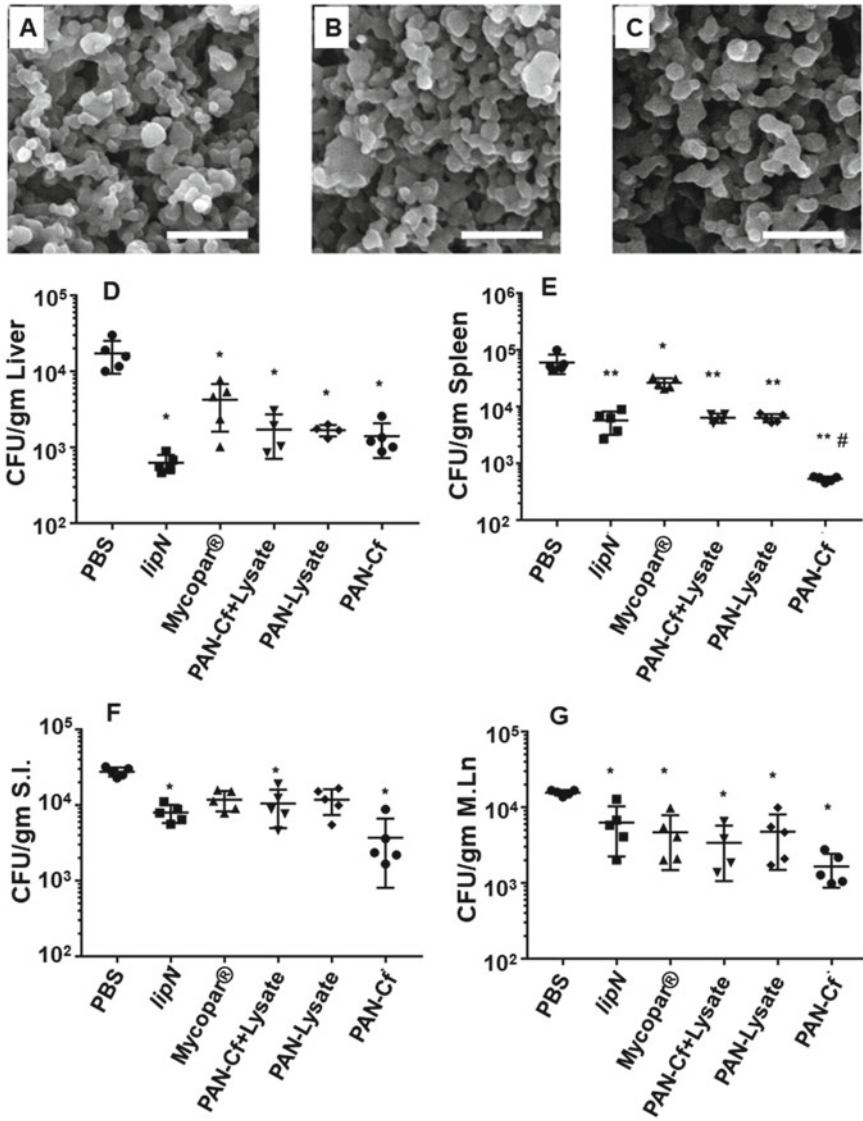 A
B
C
D
CFU/gm Liver
10⁵
10⁴
10³
10²
*
*
*
*
*
PBS
lipN
Mycopar®
PAN-Cf+Lysate
PAN-Lysate
PAN-Cf
E
CFU/gm Spleen
10⁶
10⁵
10⁴
10³
10²
**
*
**
**
** #
PBS
lipN
Mycopar®
PAN-Cf+Lysate
PAN-Lysate
PAN-Cf
F
CFU/gm S.I.
10⁵
10⁴
10³
10²
*
*
*
PBS
lipN
Mycopar®
PAN-Cf+Lysate
PAN-Lysate
PAN-Cf
G
CFU/gm M.Ln
10⁵
10⁴
10³
10²
*
*
*
*
*
PBS
lipN
Mycopar®
PAN-Cf+Lysate
PAN-Lysate
PAN-Cf